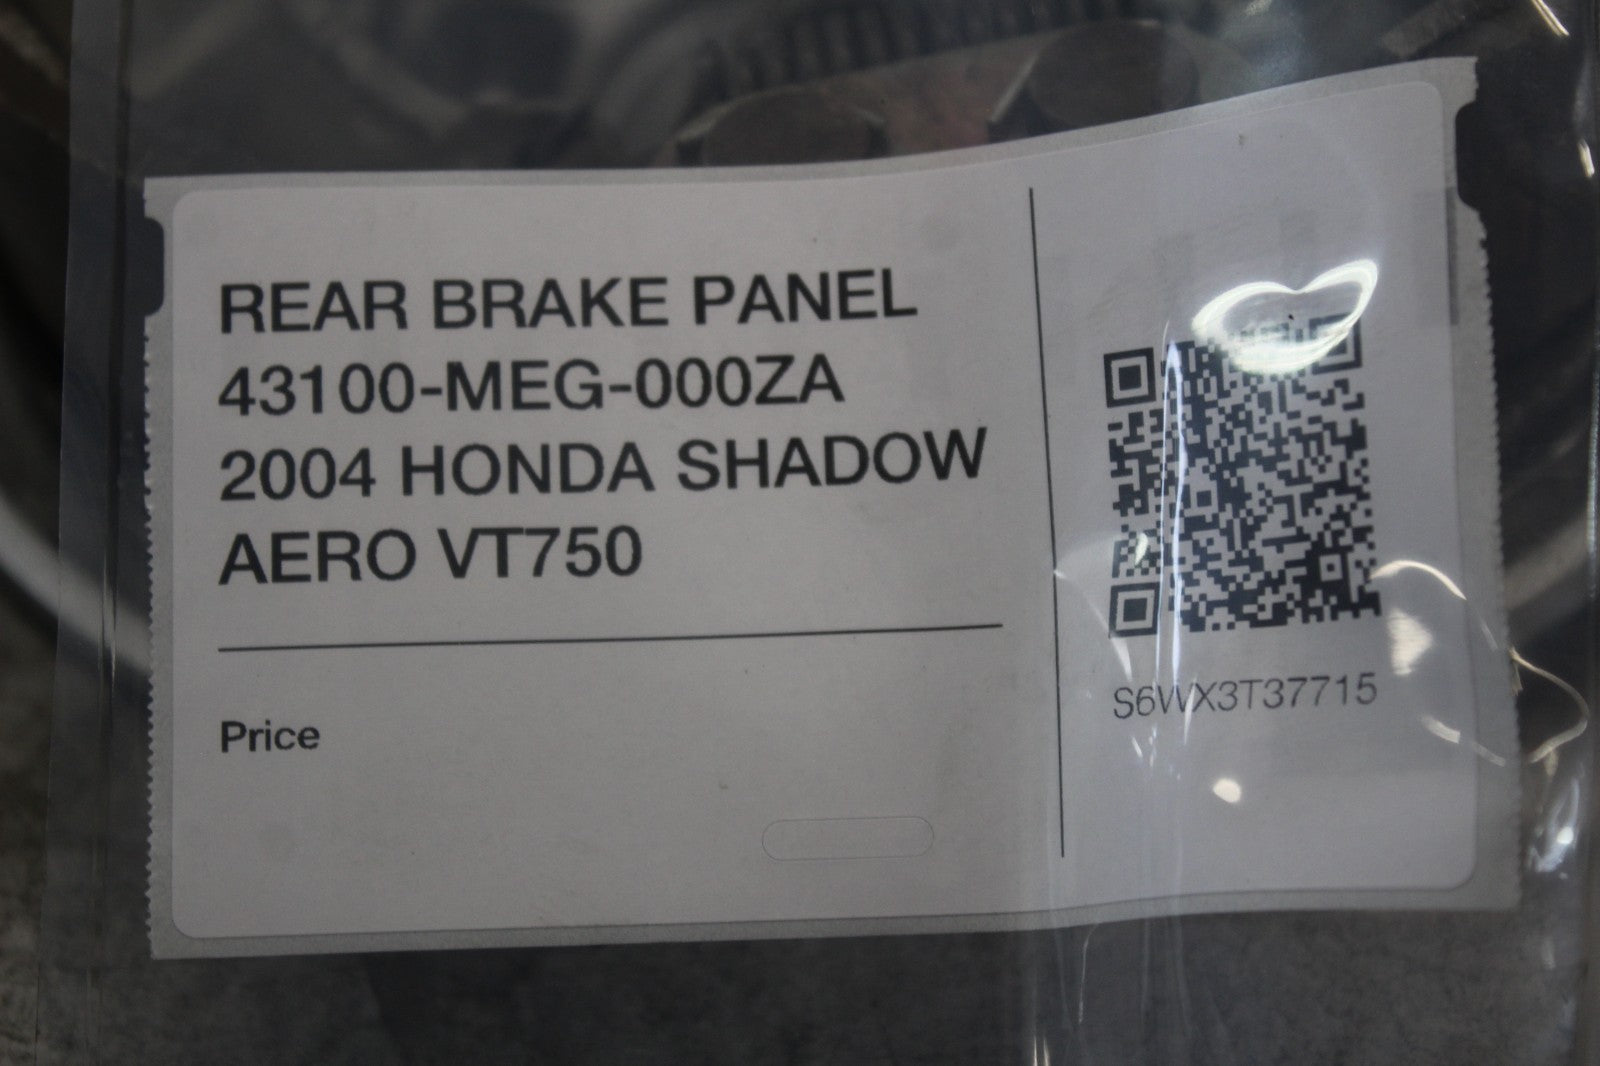 REAR BRAKE PANEL
43100-MEG-000ZA
2004 HONDA SHADOW
AERO VT750
Price
S6WX3T37715